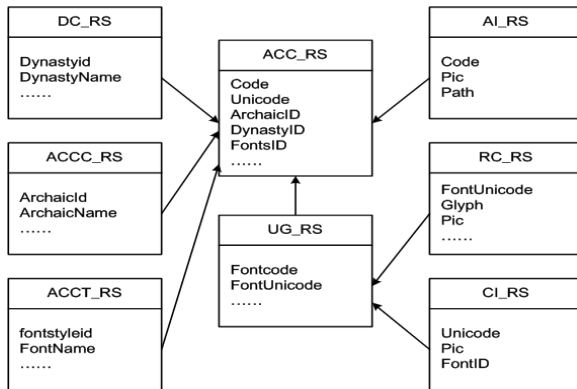 DC_RS
Dynastyid
DynastyName
......
ACCC_RS
ArchaicId
ArchaicName
......
ACCT_RS
fontstyleid
FontName
......
ACC_RS
Code
Unicode
ArchaicID
DynastyID
FontsID
......
UG_RS
Fontcode
FontUnicode
......
AI_RS
Code
Pic
Path
RC_RS
FontUnicode
Glyph
Pic
......
CI_RS
Unicode
Pic
FontID